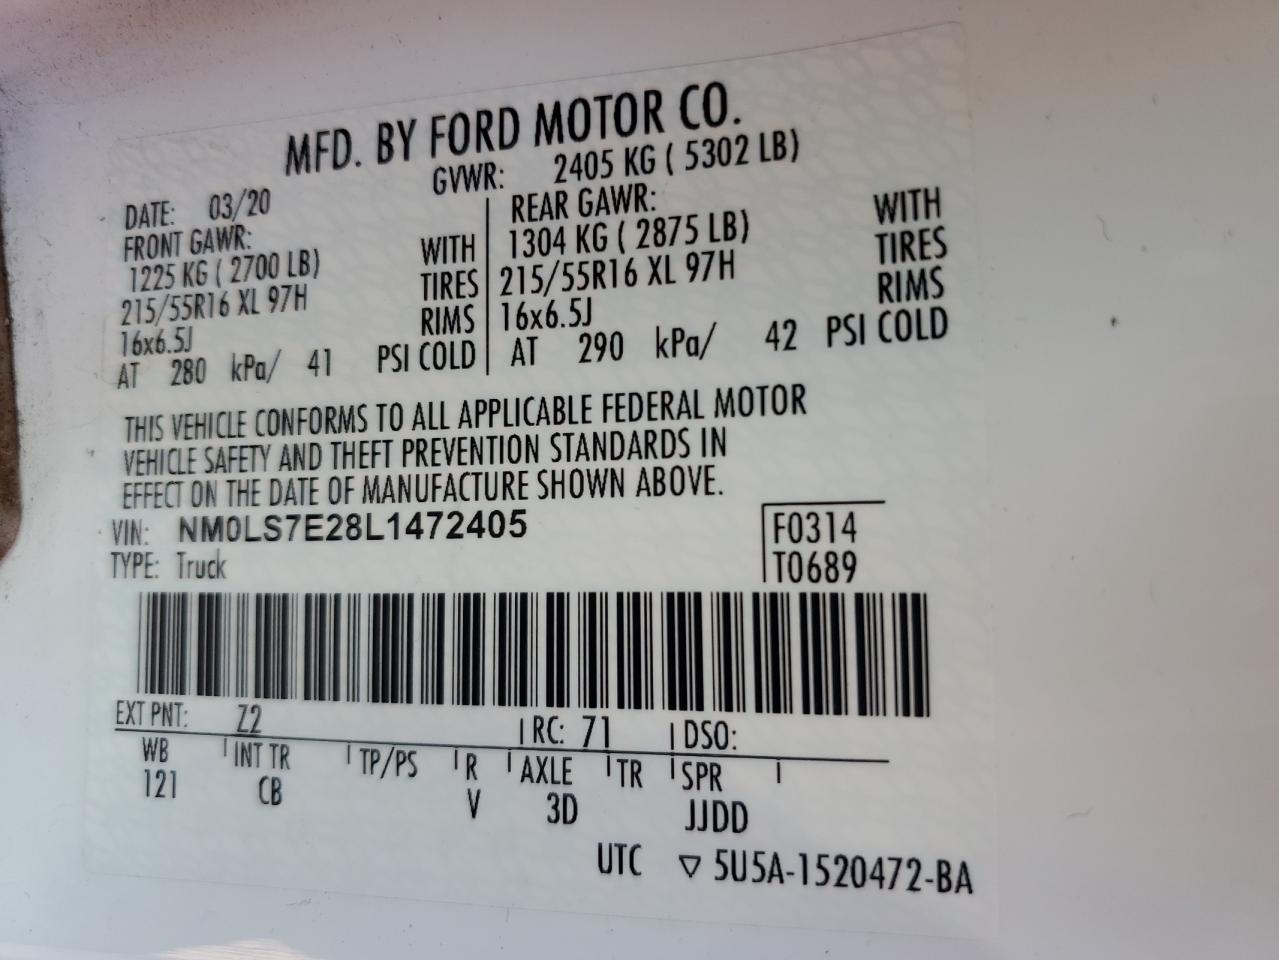 MFD. BY FORD MOTOR CO.
DATE: 03/20 GVWR: 2405 KG ( 5302 LB)
FRONT GAWR: REAR GAWR:
1225 KG ( 2700 LB) WITH 1304 KG ( 2875 LB) WITH
215/55R16 XL 97H TIRES 215/55R16 XL 97H TIRES
16x6.5J RIMS 16x6.5J RIMS
AT 280 kPa/ 41 PSI COLD AT 290 kPa/ 42 PSI COLD
THIS VEHICLE CONFORMS TO ALL APPLICABLE FEDERAL MOTOR
VEHICLE SAFETY AND THEFT PREVENTION STANDARDS IN
EFFECT ON THE DATE OF MANUFACTURE SHOWN ABOVE.
VIN: NM0LS7E28L1472405 F0314
TYPE: Truck T0689
EXT PNT: Z2 RC: 71 DSO:
WB INT TR TP/PS R AXLE TR SPR
121 CB V 3D JJDD
UTC ▽ 5U5A-1520472-BA